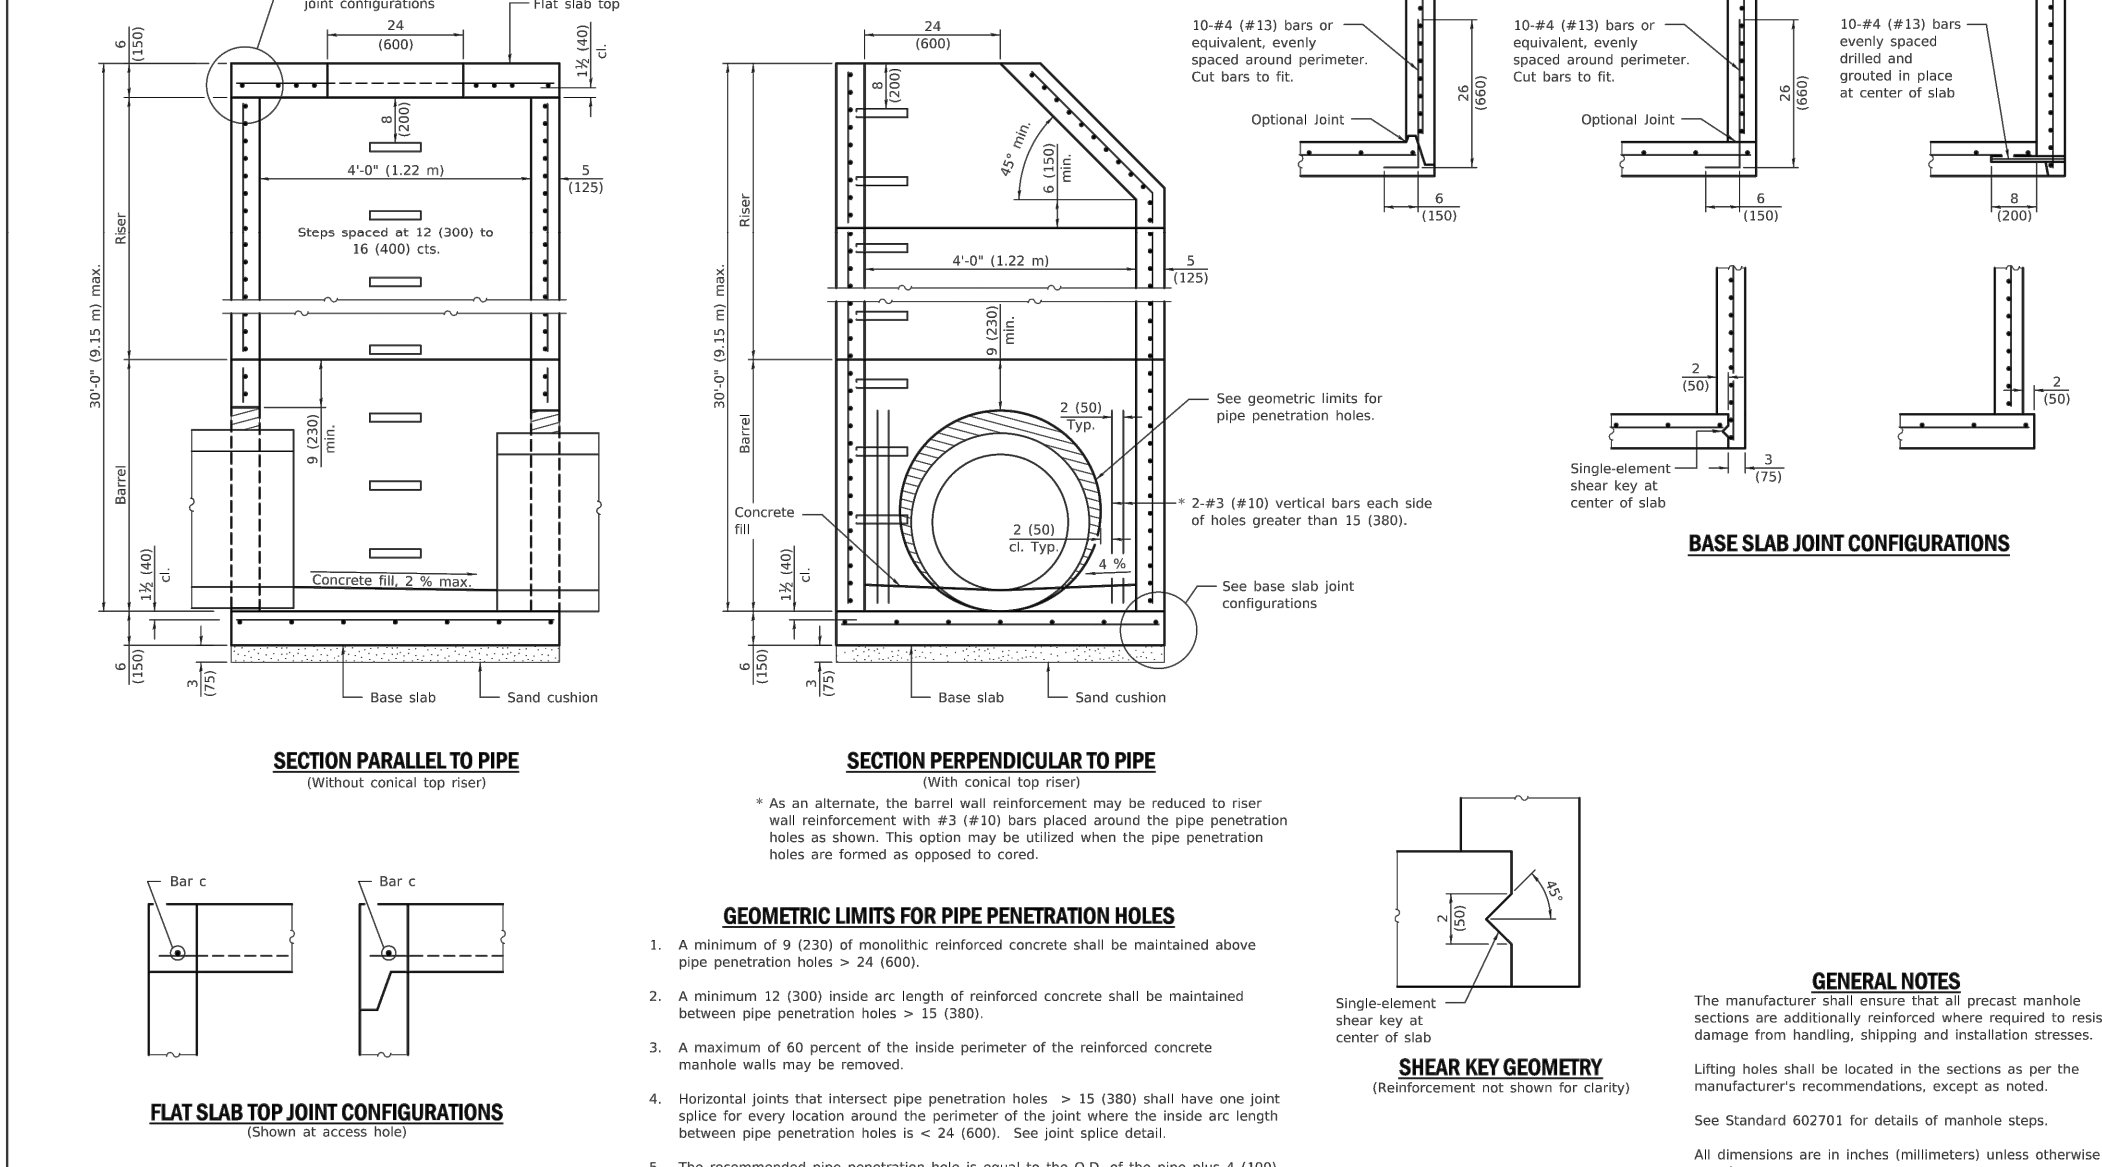 joint configurations
Flat slab top
24
(600)
6
(150)
1½ (40)
cl.
8
(200)
4'-0" (1.22 m)
5
(125)
Riser
Steps spaced at 12 (300) to
16 (400) cts.
30'-0" (9.15 m) max.
9 (230)
min.
Barrel
1½ (40)
cl.
Concrete fill, 2 % max.
6
(150)
3
(75)
Base slab
Sand cushion
SECTION PARALLEL TO PIPE
(Without conical top riser)
24
(600)
8
(200)
45° min.
6 (150)
min.
Riser
4'-0" (1.22 m)
5
(125)
30'-0" (9.15 m) max.
9 (230)
min.
Barrel
2 (50)
Typ.
See geometric limits for
pipe penetration holes.
* 2-#3 (#10) vertical bars each side
of holes greater than 15 (380).
Concrete
fill
2 (50)
cl. Typ.
4 %
1½ (40)
cl.
See base slab joint
configurations
6
(150)
3
(75)
Base slab
Sand cushion
SECTION PERPENDICULAR TO PIPE
(With conical top riser)
* As an alternate, the barrel wall reinforcement may be reduced to riser
wall reinforcement with #3 (#10) bars placed around the pipe penetration
holes as shown. This option may be utilized when the pipe penetration
holes are formed as opposed to cored.
10-#4 (#13) bars or
equivalent, evenly
spaced around perimeter.
Cut bars to fit.
Optional Joint
26
(660)
6
(150)
10-#4 (#13) bars or
equivalent, evenly
spaced around perimeter.
Cut bars to fit.
Optional Joint
26
(660)
6
(150)
10-#4 (#13) bars
evenly spaced
drilled and
grouted in place
at center of slab
8
(200)
2
(50)
Single-element
shear key at
center of slab
3
(75)
2
(50)
BASE SLAB JOINT CONFIGURATIONS
Bar c
Bar c
FLAT SLAB TOP JOINT CONFIGURATIONS
(Shown at access hole)
GEOMETRIC LIMITS FOR PIPE PENETRATION HOLES
1. A minimum of 9 (230) of monolithic reinforced concrete shall be maintained above
pipe penetration holes > 24 (600).
2. A minimum 12 (300) inside arc length of reinforced concrete shall be maintained
between pipe penetration holes > 15 (380).
3. A maximum of 60 percent of the inside perimeter of the reinforced concrete
manhole walls may be removed.
4. Horizontal joints that intersect pipe penetration holes > 15 (380) shall have one joint
splice for every location around the perimeter of the joint where the inside arc length
between pipe penetration holes is < 24 (600). See joint splice detail.
5. The recommended pipe penetration hole is equal to the O.D. of the pipe plus 4 (100)
2
(50)
45°
Single-element
shear key at
center of slab
SHEAR KEY GEOMETRY
(Reinforcement not shown for clarity)
GENERAL NOTES
The manufacturer shall ensure that all precast manhole
sections are additionally reinforced where required to resis
damage from handling, shipping and installation stresses.
Lifting holes shall be located in the sections as per the
manufacturer's recommendations, except as noted.
See Standard 602701 for details of manhole steps.
All dimensions are in inches (millimeters) unless otherwise